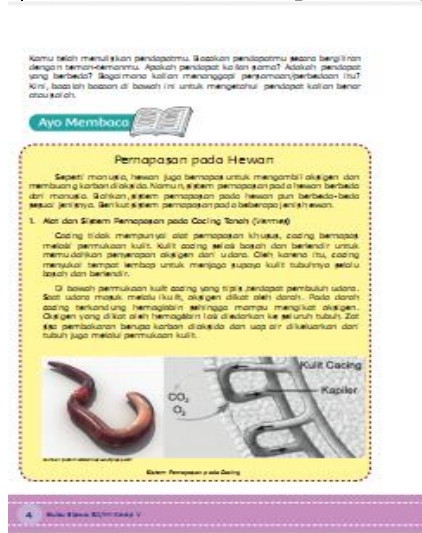 Kamu telah menuliskan pendapatmu. Bacakan pendapatmu secara bergiliran
dengan teman-temanmu. Apakah pendapat kalian sama? Adakah pendapat
yang berbeda? Bagaimana kalian menanggapi persamaan/perbedaan itu?
Kini, bacalah bacaan di bawah ini untuk mengetahui pendapat kalian benar
atau salah.
Ayo Membaca
Pernapasan pada Hewan
Seperti manusia, hewan juga bernapas untuk mengambil oksigen dan
membuang karbon dioksida. Namun, sistem pernapasan pada hewan berbeda
dari manusia. Bahkan, sistem pernapasan pada hewan pun berbeda-beda
sesuai jenisnya. Berikut sistem pernapasan pada beberapa jenis hewan.
1. Alat dan Sistem Pernapasan pada Cacing Tanah (Vermes)
Cacing tidak mempunyai alat pernapasan khusus, cacing bernapas
melalui permukaan kulit. Kulit cacing selalu basah dan berlendir untuk
memudahkan penyerapan oksigen dari udara. Oleh karena itu, cacing
menyukai tempat lembap untuk menjaga supaya kulit tubuhnya selalu
basah dan berlendir.
Di bawah permukaan kulit cacing yang tipis ,terdapat pembuluh udara.
Saat udara masuk melalui kulit, oksigen diikat oleh darah. Pada darah
cacing terkandung hemoglobin sehingga mampu mengikat oksigen.
Oksigen yang diikat oleh hemoglobin lalu diedarkan ke seluruh tubuh. Zat
sisa pembakaran berupa karbon dioksida dan uap air dikeluarkan dari
tubuh juga melalui permukaan kulit.
Kulit Cacing
Kapiler
CO₂
O₂
Sistem Pernapasan pada Cacing
4 Buku Siswa SD/MI Kelas V